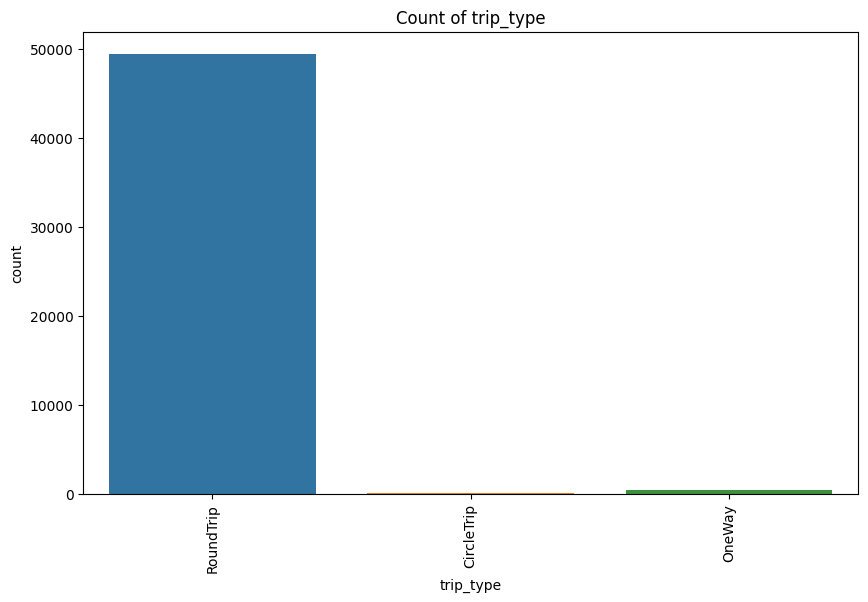 Count of trip_type
50000
40000
30000
20000
10000
0
count
RoundTrip
CircleTrip
OneWay
trip_type